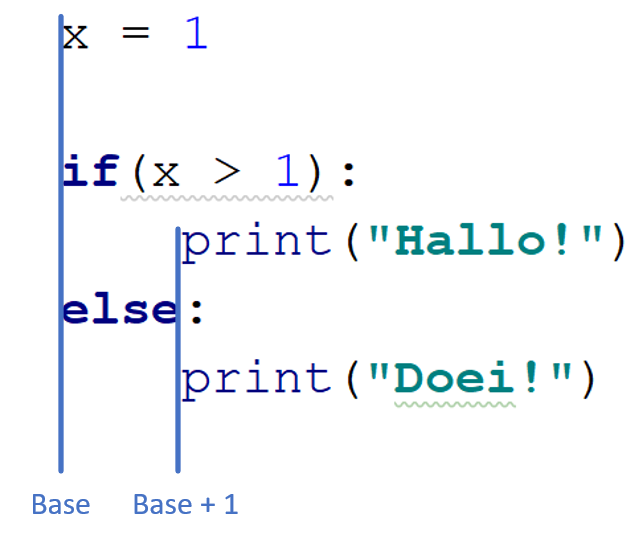 x = 1
if(x > 1):
    print("Hallo!")
else:
    print("Doei!")
Base Base + 1